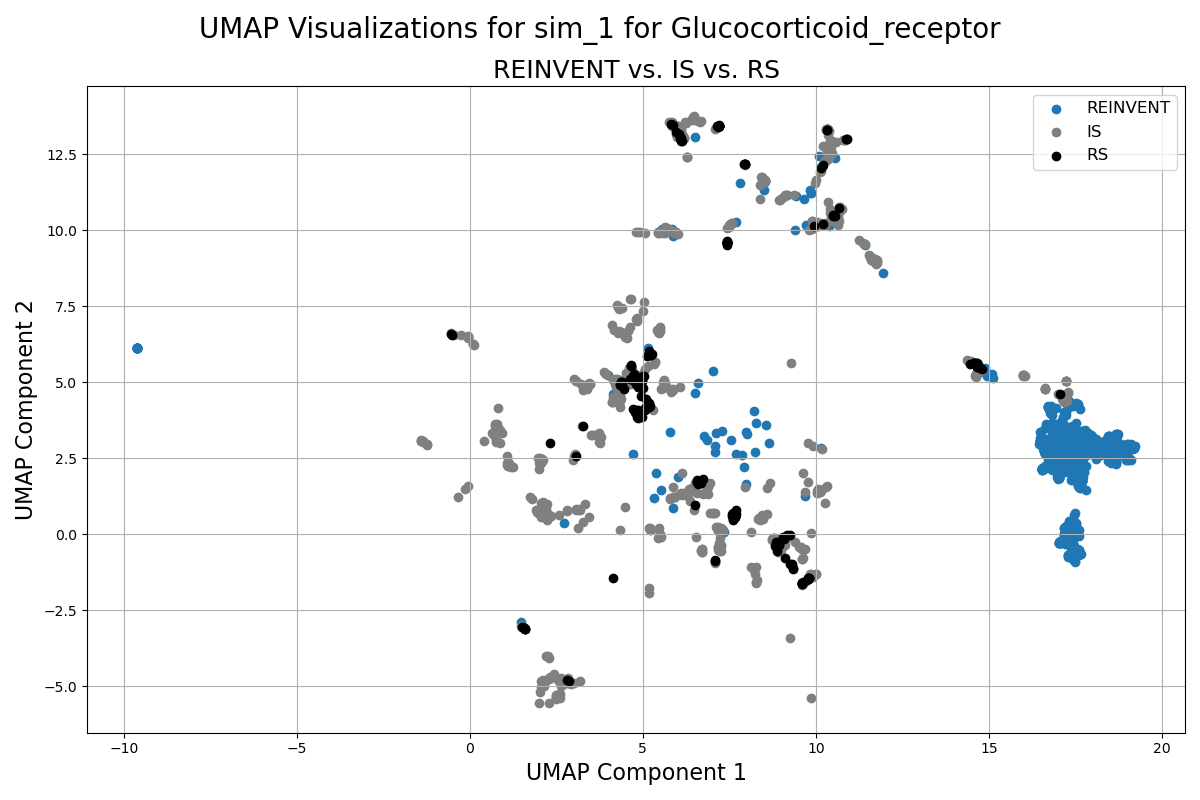 UMAP Visualizations for sim_1 for Glucocorticoid_receptor
REINVENT vs. IS vs. RS
REINVENT
IS
RS
12.5
10.0
7.5
5.0
2.5
0.0
−2.5
−5.0
UMAP Component 2
−10
−5
0
5
10
15
20
UMAP Component 1